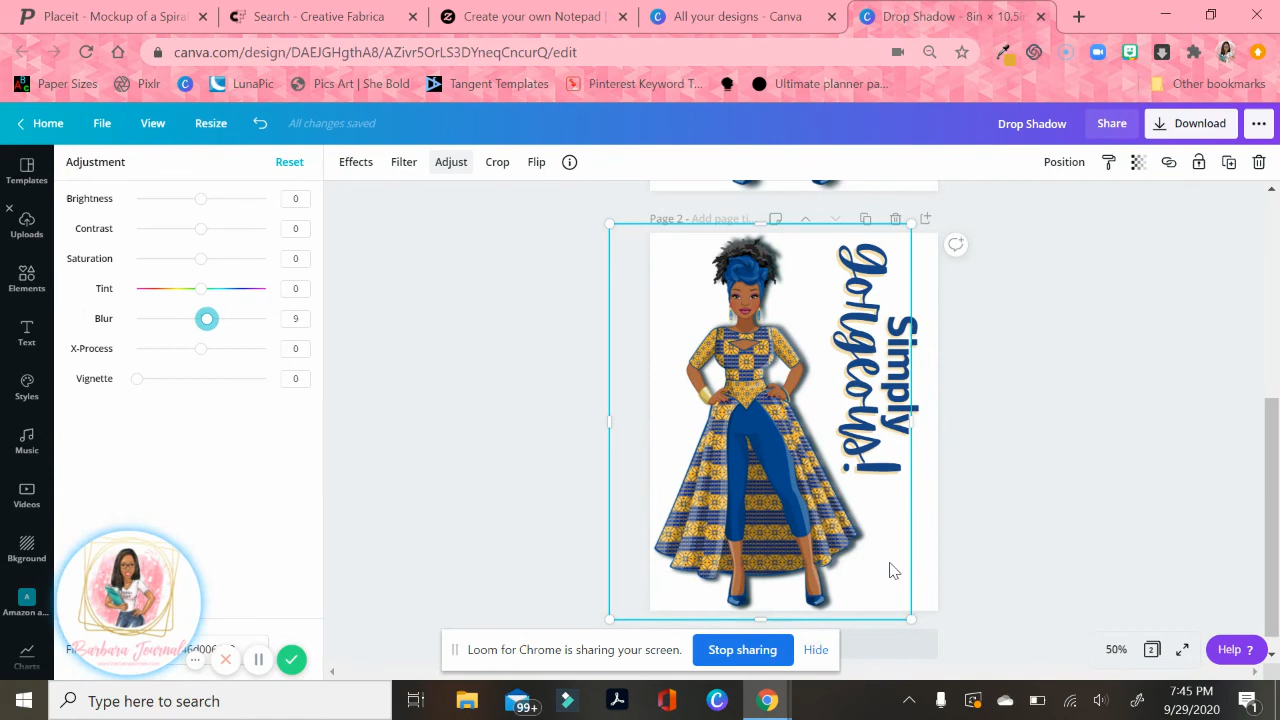 Placeit - Mockup of a Spiral
Search - Creative Fabrica
Create your own Notepad |
All your designs - Canva
Drop Shadow - 8in × 10.5in
canva.com/design/DAEJGHgthA8/AZivr5OrLS3DYneqCncurQ/edit
Paper Sizes
Pixlr
LunaPic
Pics Art | She Bold
Tangent Templates
Pinterest Keyword T...
Ultimate planner pa...
Other bookmarks
Home
File
View
Resize
All changes saved
Drop Shadow
Share
Download
Templates
Uploads
Elements
Text
Styles
Music
Videos
Bkground
Amazon a...
Charts
Adjustment
Reset
Effects
Filter
Adjust
Crop
Flip
Position
Brightness 0
Contrast 0
Saturation 0
Tint 0
Blur 9
X-Process 0
Vignette 0
Page 2 - Add page ti...
Simply
gorgeous!
Barbara Journal
Loom for Chrome is sharing your screen.
Stop sharing
Hide
50%
2
Help ?
Type here to search
99+
7:45 PM
9/29/2020
1